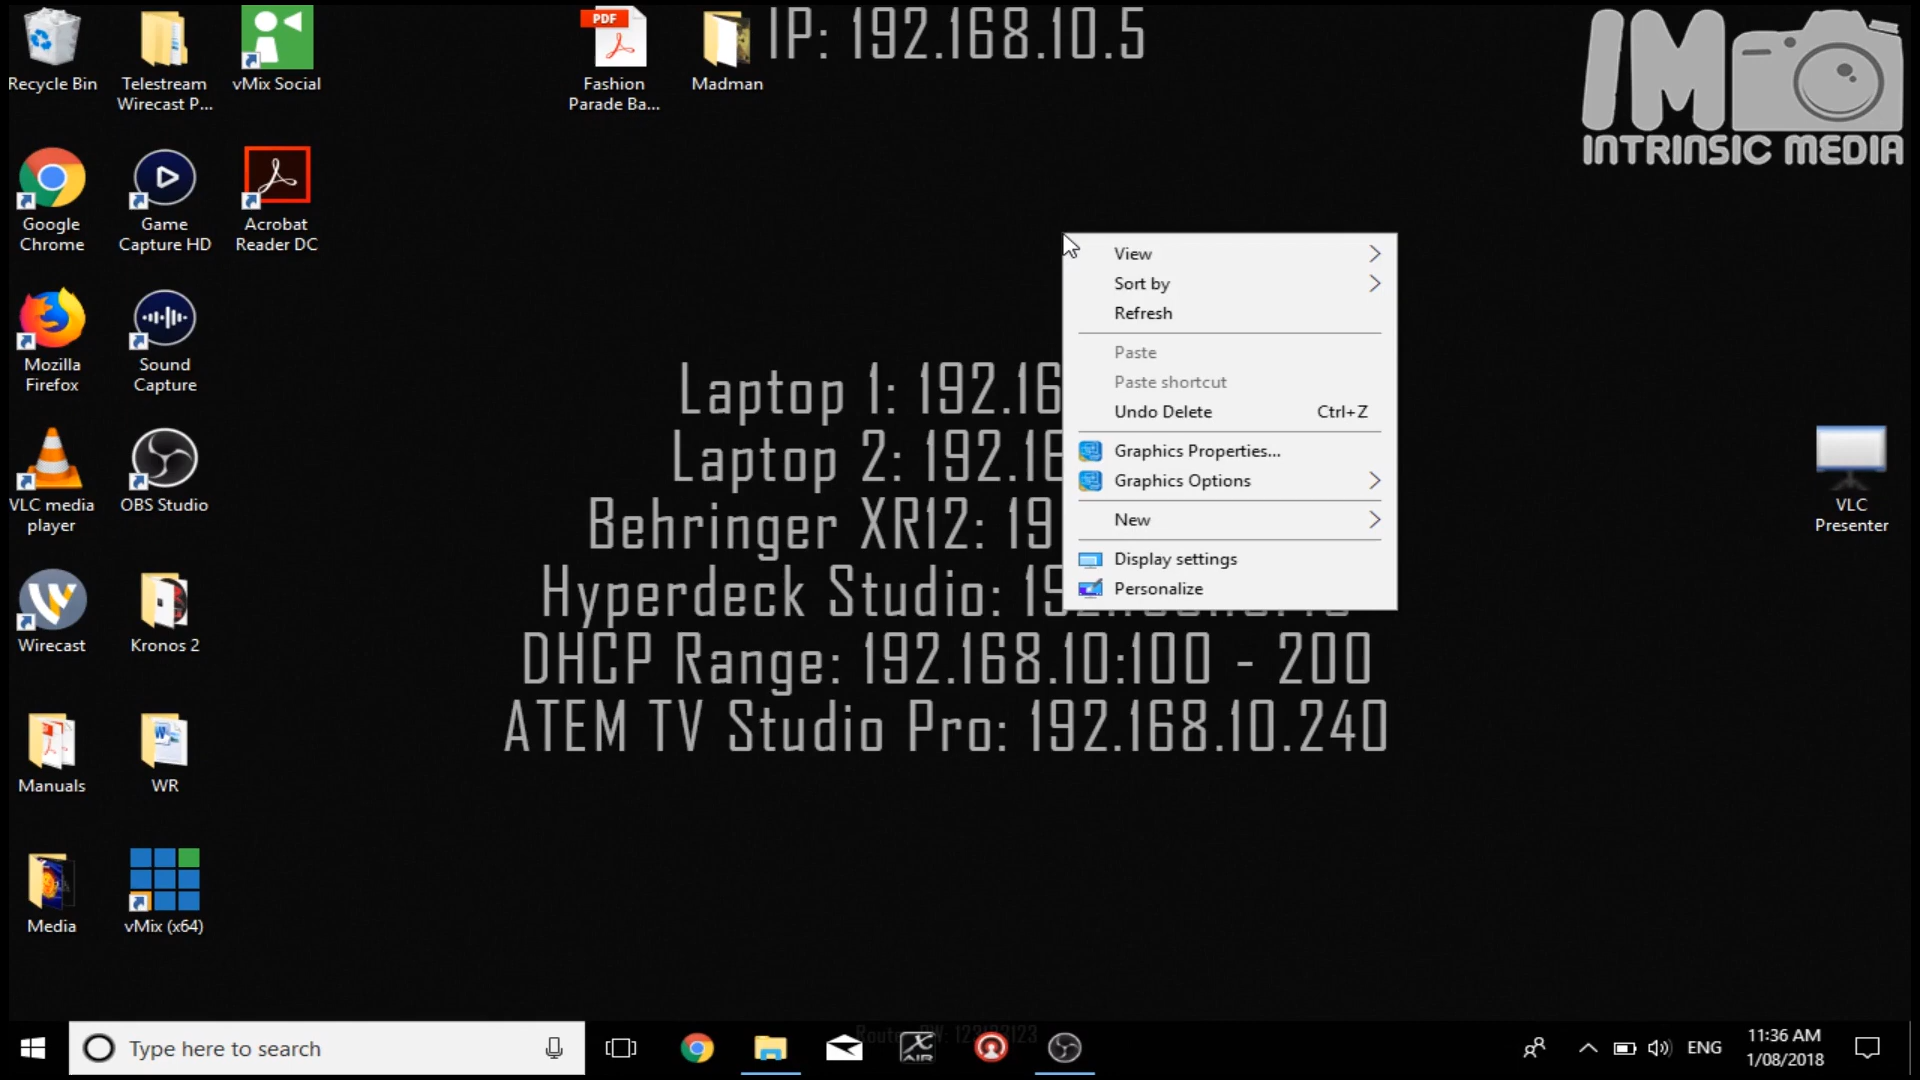 IP: 192.168.10.5
IM
INTRINSIC MEDIA
Recycle Bin
Telestream
Wirecast P...
vMix Social
PDF
Fashion
Parade Ba...
Madman
Google
Chrome
Game
Capture HD
Acrobat
Reader DC
Mozilla
Firefox
Sound
Capture
VLC media
player
OBS Studio
Wirecast
Kronos 2
Manuals
WR
Media
vMix (x64)
View
Sort by
Refresh
Paste
Paste shortcut
Undo Delete Ctrl+Z
Graphics Properties...
Graphics Options
New
Display settings
Personalize
Laptop 1: 192.16
Laptop 2: 192.16
Behringer XR12: 19
Hyperdeck Studio: 19
DHCP Range: 192.168.10:100 - 200
ATEM TV Studio Pro: 192.168.10.240
VLC
Presenter
Type here to search
X
AIR
ENG
11:36 AM
1/08/2018